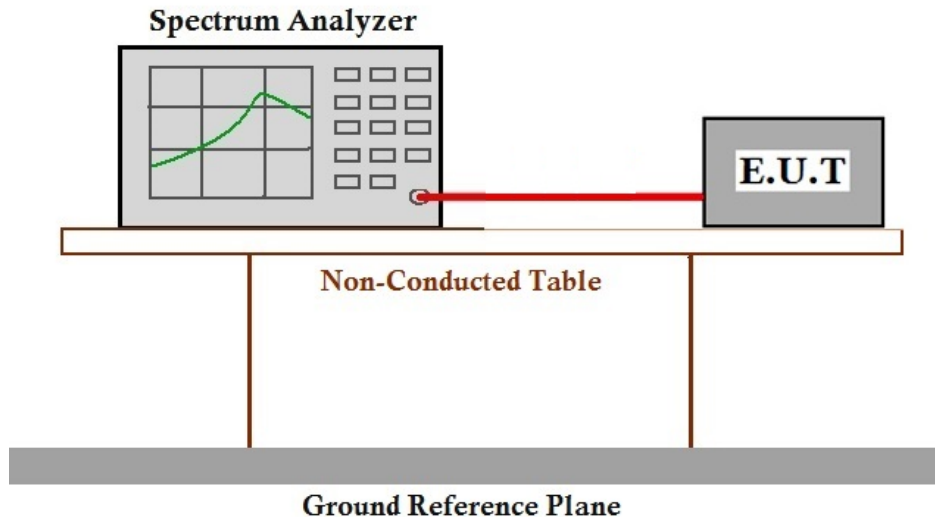 Spectrum Analyzer
E.U.T
Non-Conducted Table
Ground Reference Plane